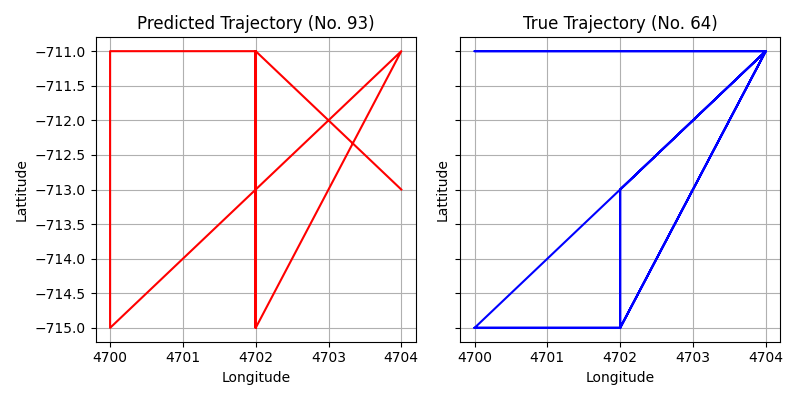 Predicted Trajectory (No. 93)
True Trajectory (No. 64)
−711.0
−711.5
−712.0
−712.5
−713.0
−713.5
−714.0
−714.5
−715.0
Lattitude
Lattitude
4700 4701 4702 4703 4704
4700 4701 4702 4703 4704
Longitude
Longitude